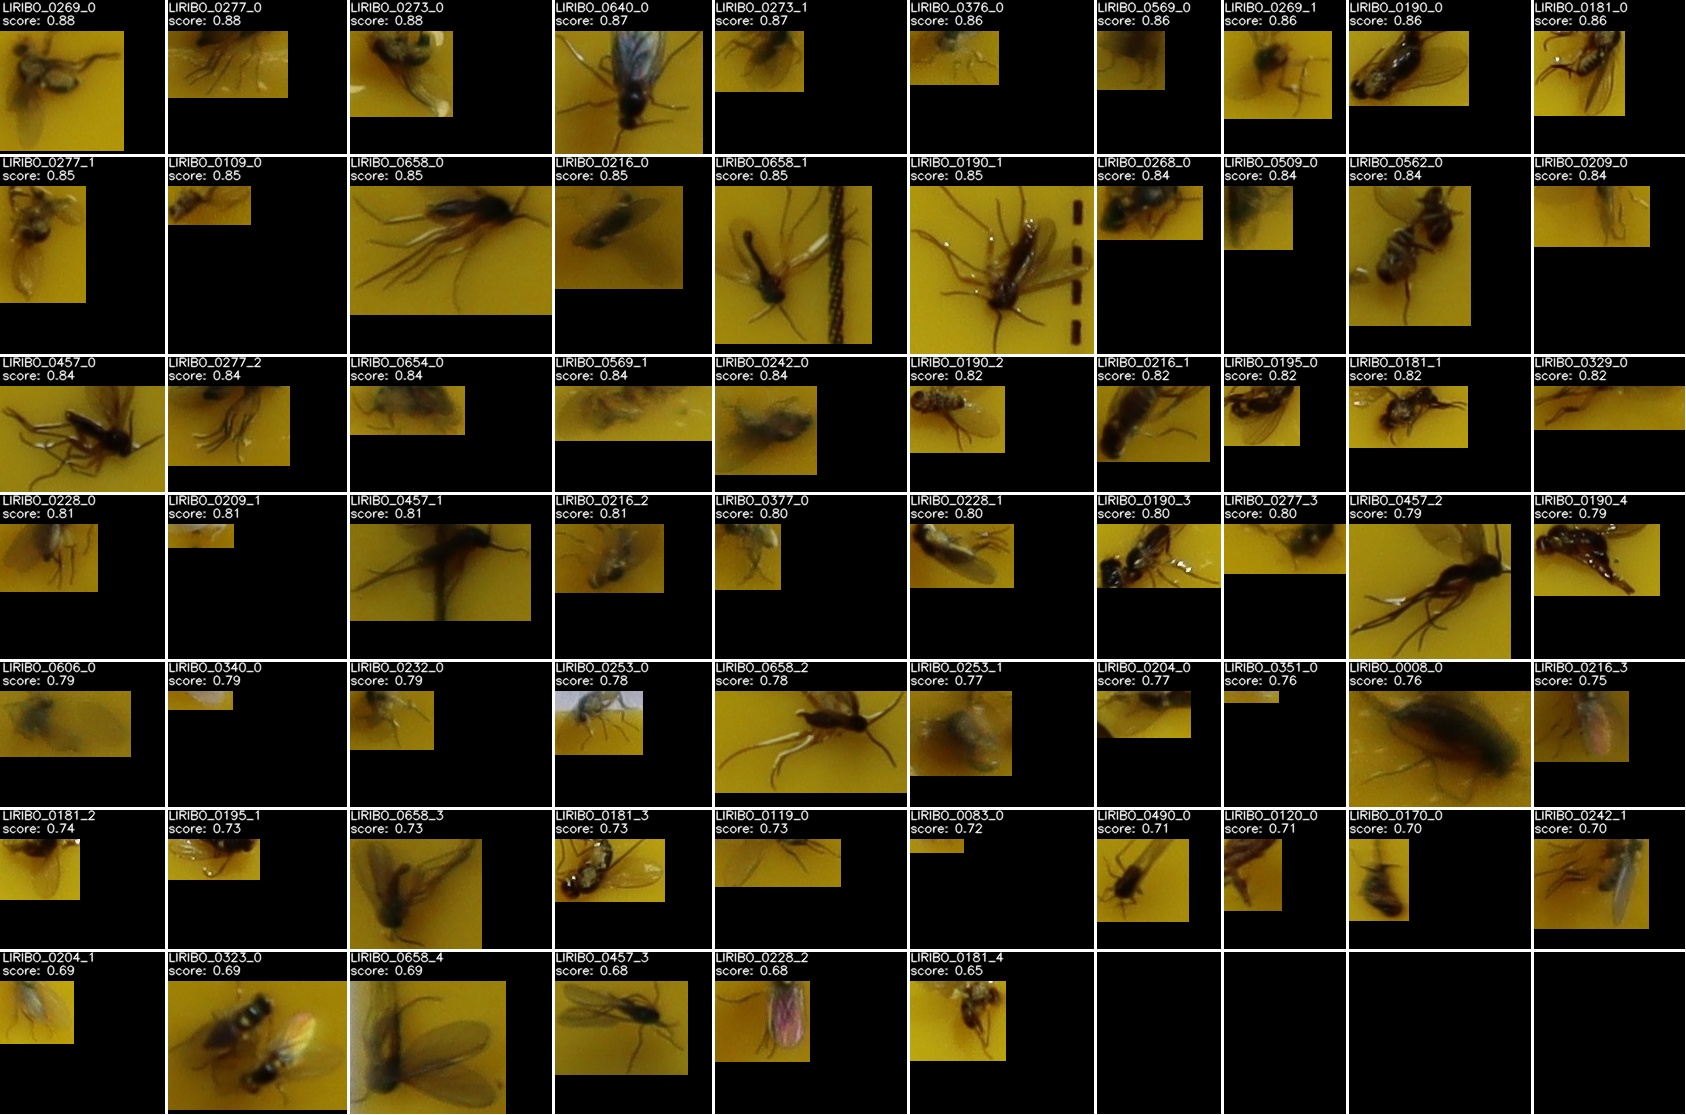 LIRIBO_0269_0
score: 0.88
LIRIBO_0277_0
score: 0.88
LIRIBO_0273_0
score: 0.88
LIRIBO_0640_0
score: 0.87
LIRIBO_0273_1
score: 0.87
LIRIBO_0376_0
score: 0.86
LIRIBO_0569_0
score: 0.86
LIRIBO_0269_1
score: 0.86
LIRIBO_0190_0
score: 0.86
LIRIBO_0181_0
score: 0.86
LIRIBO_0277_1
score: 0.85
LIRIBO_0109_0
score: 0.85
LIRIBO_0658_0
score: 0.85
LIRIBO_0216_0
score: 0.85
LIRIBO_0658_1
score: 0.85
LIRIBO_0190_1
score: 0.85
LIRIBO_0268_0
score: 0.84
LIRIBO_0509_0
score: 0.84
LIRIBO_0562_0
score: 0.84
LIRIBO_0209_0
score: 0.84
LIRIBO_0457_0
score: 0.84
LIRIBO_0277_2
score: 0.84
LIRIBO_0654_0
score: 0.84
LIRIBO_0569_1
score: 0.84
LIRIBO_0242_0
score: 0.84
LIRIBO_0190_2
score: 0.82
LIRIBO_0216_1
score: 0.82
LIRIBO_0195_0
score: 0.82
LIRIBO_0181_1
score: 0.82
LIRIBO_0329_0
score: 0.82
LIRIBO_0228_0
score: 0.81
LIRIBO_0209_1
score: 0.81
LIRIBO_0457_1
score: 0.81
LIRIBO_0216_2
score: 0.81
LIRIBO_0377_0
score: 0.80
LIRIBO_0228_1
score: 0.80
LIRIBO_0190_3
score: 0.80
LIRIBO_0277_3
score: 0.80
LIRIBO_0457_2
score: 0.79
LIRIBO_0190_4
score: 0.79
LIRIBO_0606_0
score: 0.79
LIRIBO_0340_0
score: 0.79
LIRIBO_0232_0
score: 0.79
LIRIBO_0253_0
score: 0.78
LIRIBO_0658_2
score: 0.78
LIRIBO_0253_1
score: 0.77
LIRIBO_0204_0
score: 0.77
LIRIBO_0351_0
score: 0.76
LIRIBO_0008_0
score: 0.76
LIRIBO_0216_3
score: 0.75
LIRIBO_0181_2
score: 0.74
LIRIBO_0195_1
score: 0.73
LIRIBO_0658_3
score: 0.73
LIRIBO_0181_3
score: 0.73
LIRIBO_0119_0
score: 0.73
LIRIBO_0083_0
score: 0.72
LIRIBO_0490_0
score: 0.71
LIRIBO_0120_0
score: 0.71
LIRIBO_0170_0
score: 0.70
LIRIBO_0242_1
score: 0.70
LIRIBO_0204_1
score: 0.69
LIRIBO_0323_0
score: 0.69
LIRIBO_0658_4
score: 0.69
LIRIBO_0457_3
score: 0.68
LIRIBO_0228_2
score: 0.68
LIRIBO_0181_4
score: 0.65